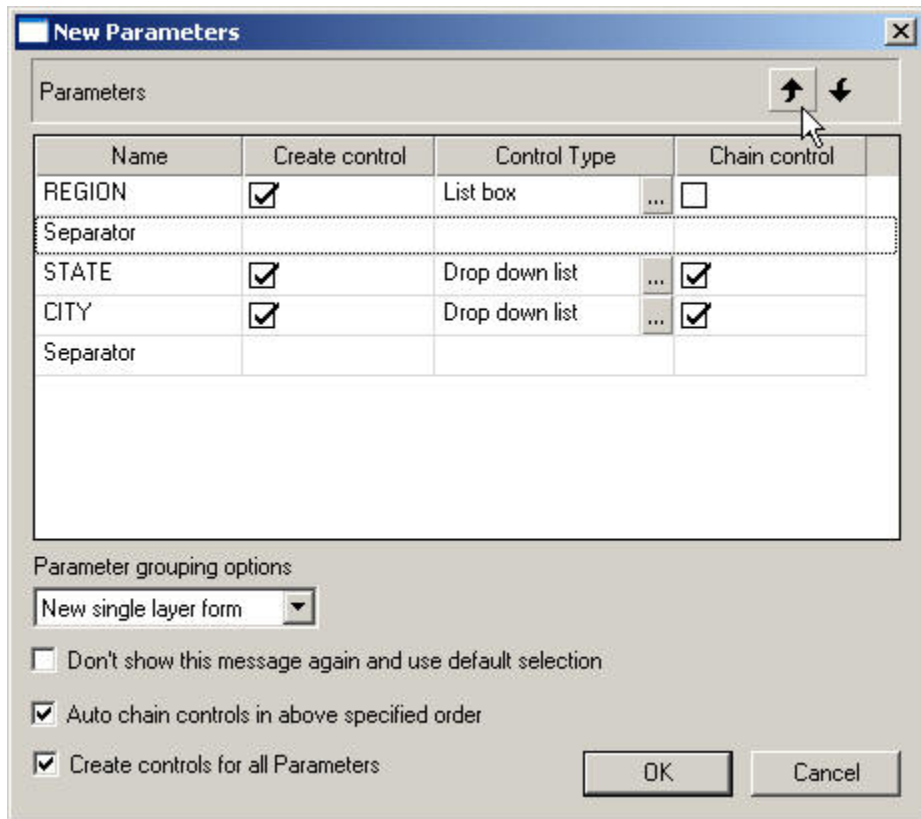 New Parameters
Parameters
Name Create control Control Type Chain control
REGION List box ...
Separator
STATE Drop down list ...
CITY Drop down list ...
Separator
Parameter grouping options
New single layer form
Don't show this message again and use default selection
Auto chain controls in above specified order
Create controls for all Parameters
OK Cancel